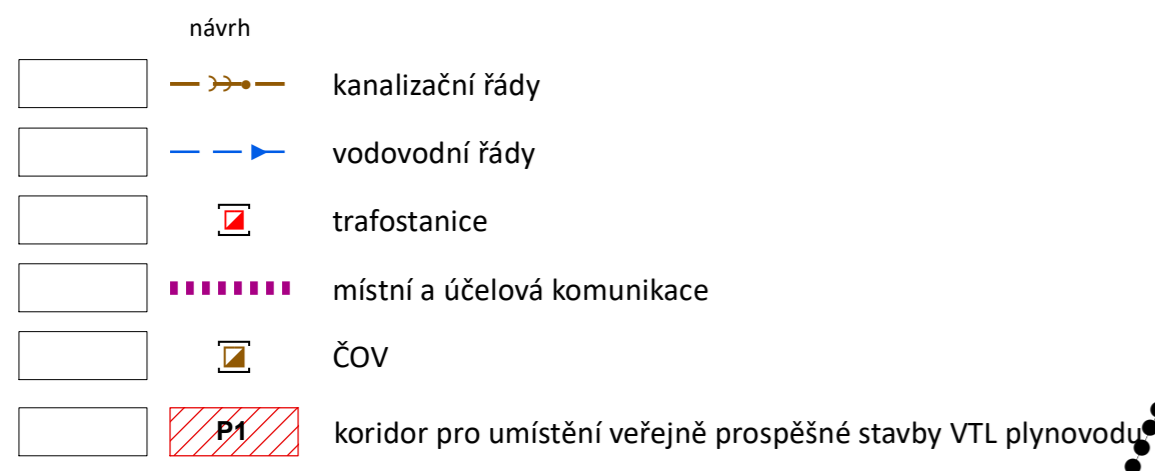 návrh
kanalizační řády
vodovodní řády
trafostanice
místní a účelová komunikace
ČOV
P1 koridor pro umístění veřejně prospěšné stavby VTL plynovodu